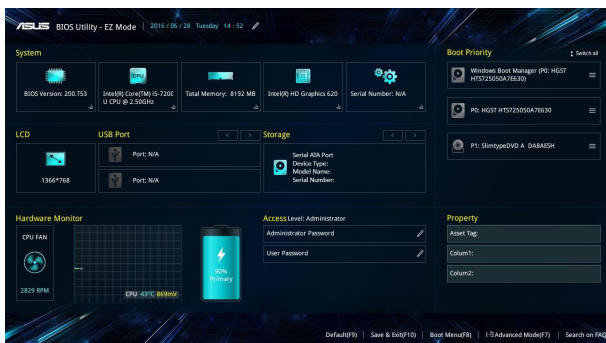 ASUS BIOS Utility - EZ Mode 2016 / 06 / 28 Tuesday 14 : 52
System
BIOS Version: 200.T53
Intel(R) Core(TM) i5-7200
U CPU @ 2.50GHz
Total Memory: 8192 MB
Intel(R) HD Graphics 620
Serial Number: N/A
Boot Priority
Switch all
Windows Boot Manager (P0: HGST
HTS725050A7E630)
P0: HGST HTS725050A7E630
P1: SlimtypeDVD A DA8AESH
LCD
1366*768
USB Port
Port: N/A
Port: N/A
Storage
Serial ATA Port
Device Type:
Model Name:
Serial Number:
Hardware Monitor
CPU FAN
2829 RPM
CPU 43°C 869mV
90%
Primary
Access Level: Administrator
Administrator Password
User Password
Property
Asset Tag:
Colum1:
Colum2:
Default(F9) Save & Exit(F10) Boot Menu(F8) Advanced Mode(F7) Search on FAQ